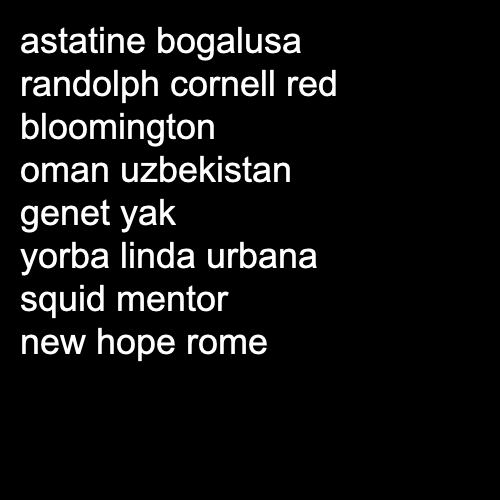 astatine bogalusa
randolph cornell red
bloomington
oman uzbekistan
genet yak
yorba linda urbana
squid mentor
new hope rome